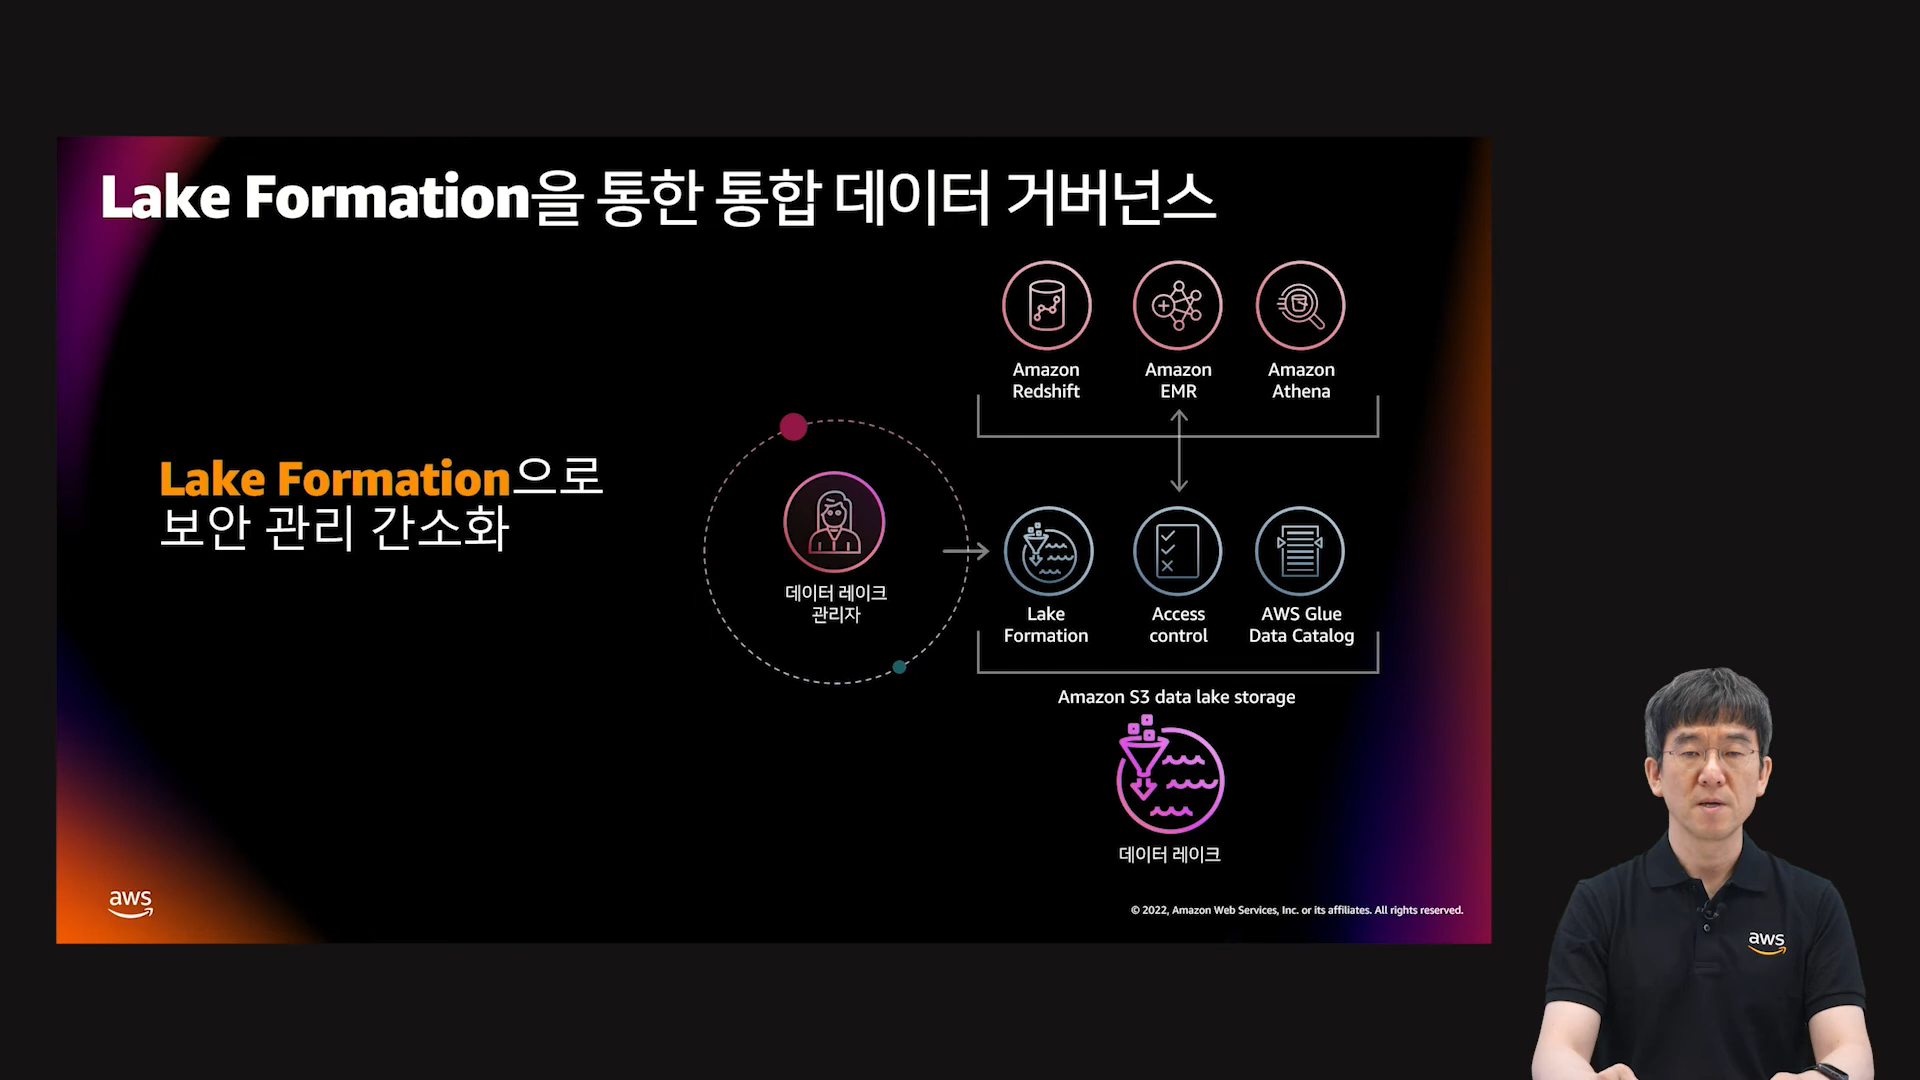 Lake Formation을 통한 통합 데이터 거버넌스
Lake Formation으로
보안 관리 간소화
Amazon
Redshift
Amazon
EMR
Amazon
Athena
데이터 레이크
관리자
Lake
Formation
Access
control
AWS Glue
Data Catalog
Amazon S3 data lake storage
데이터 레이크
aws
© 2022, Amazon Web Services, Inc. or its affiliates. All rights reserved.
aws